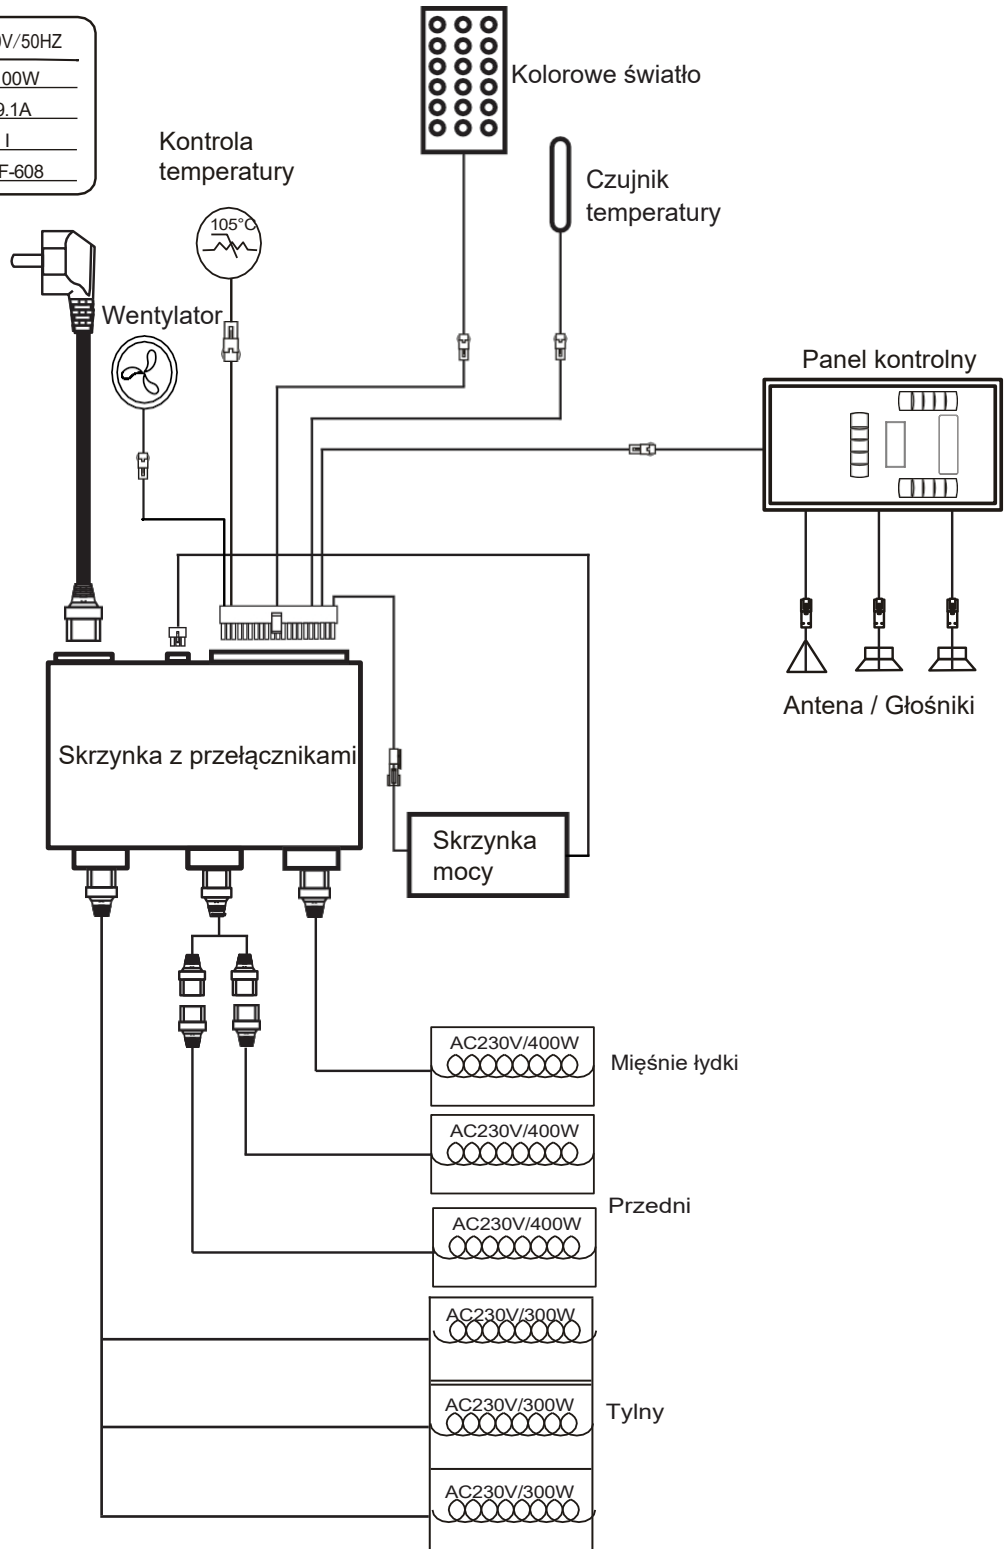 V/50HZ
00W
9.1A
I
F-608
Kolorowe światło
Kontrola
temperatury
105°C
Czujnik
temperatury
Wentylator
Panel kontrolny
Antena / Głośniki
Skrzynka z przełącznikami
Skrzynka
mocy
AC230V/400W
Mięśnie łydki
AC230V/400W
Przedni
AC230V/400W
AC230V/300W
AC230V/300W
Tylny
AC230V/300W